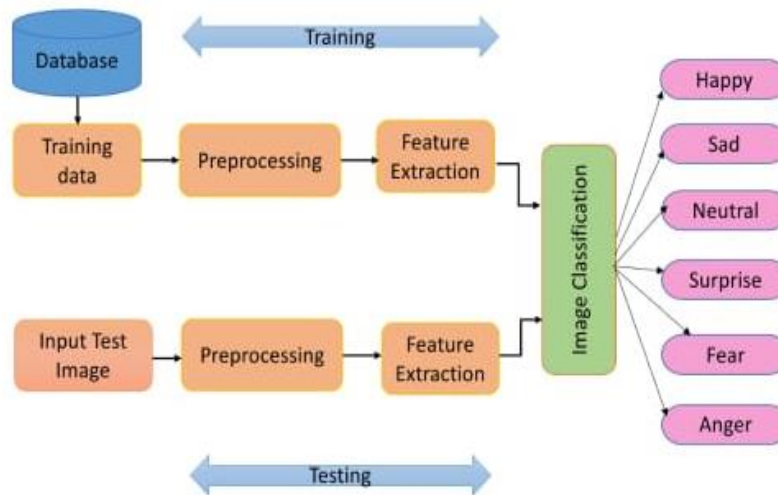 Database
Training
Training
data
Preprocessing
Feature
Extraction
Image Classification
Happy
Sad
Neutral
Surprise
Fear
Anger
Input Test
Image
Preprocessing
Feature
Extraction
Testing